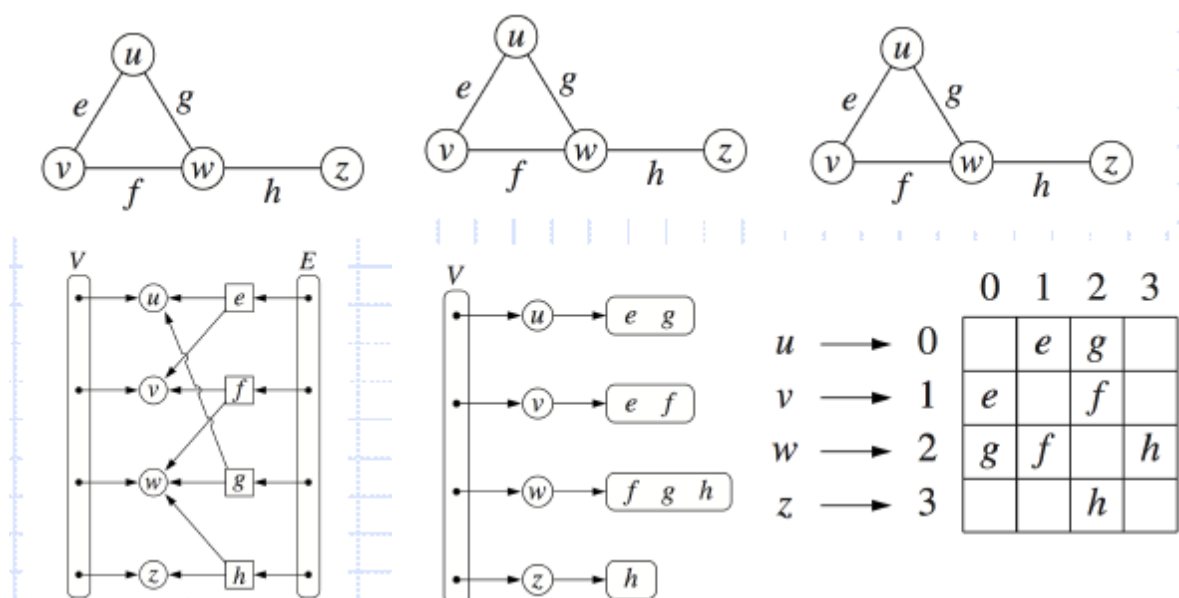 u
e g
v w z
f h
u
e g
v w z
f h
u
e g
v w z
f h
V E
u e
v f
w g
z h
V
u e g
v e f
w f g h
z h
0 1 2 3
u 0 e g
v 1 e f
w 2 g f h
z 3 h